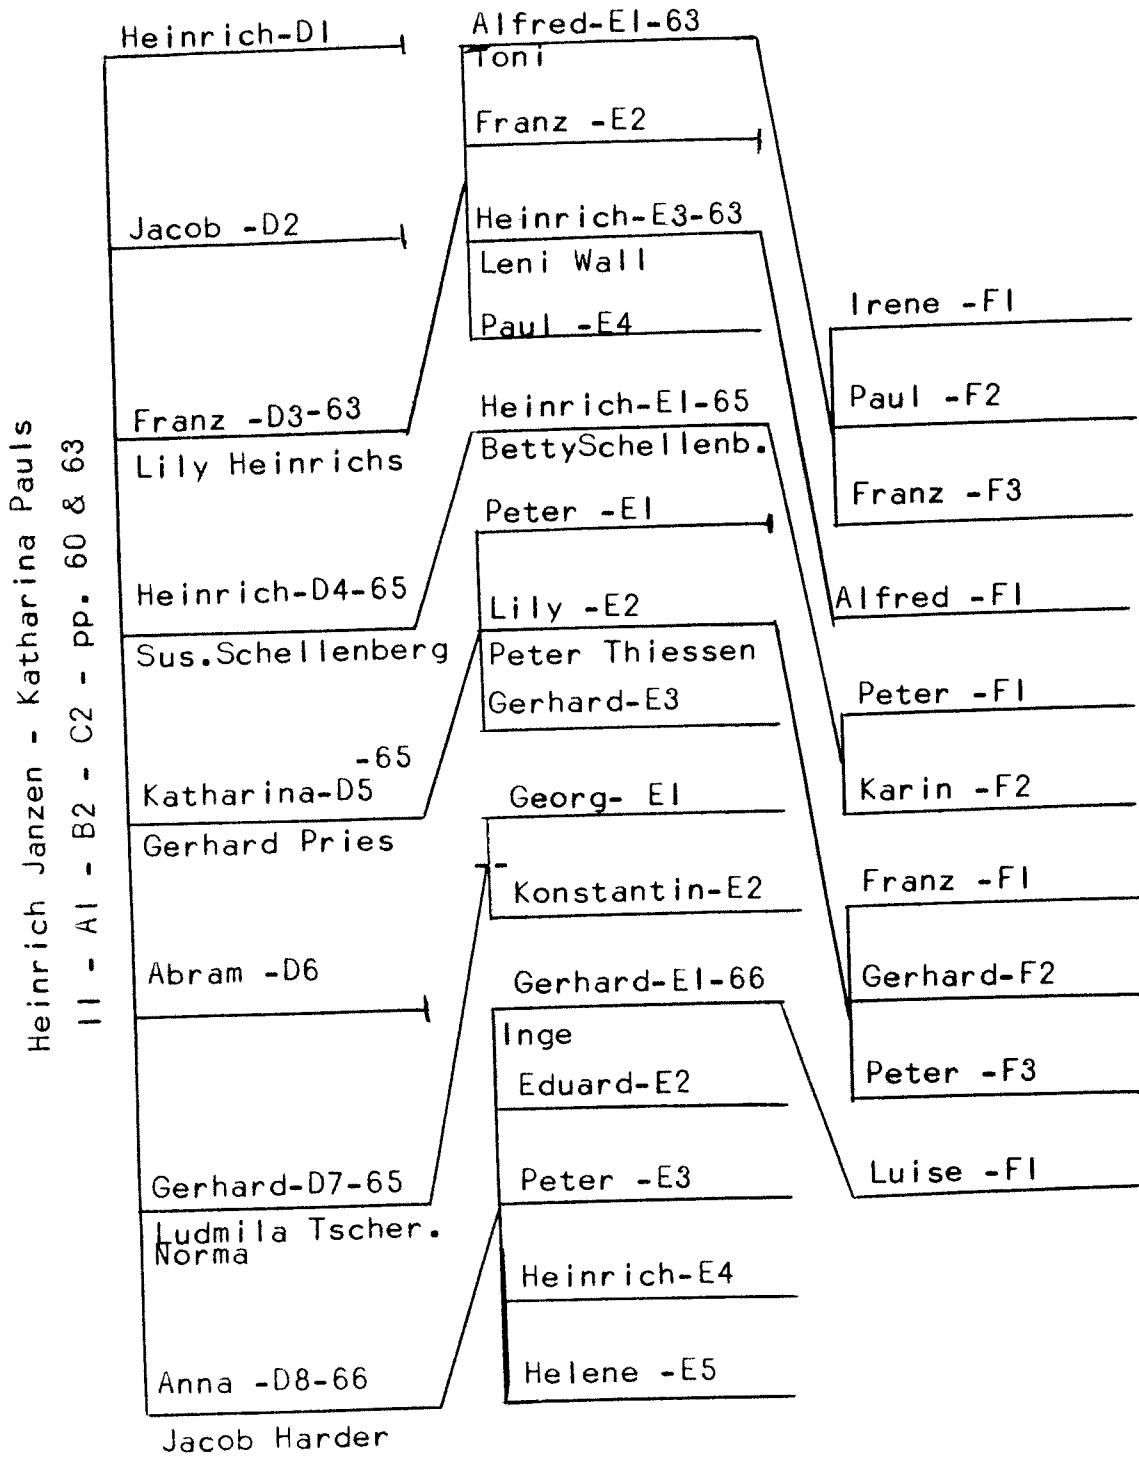 Heinrich Janzen - Katharina Pauls
II - A1 - B2 - C2 - pp. 60 & 63
Heinrich-D1
Jacob -D2
Franz -D3-63
Lily Heinrichs
Heinrich-D4-65
Sus.Schellenberg
-65
Katharina-D5
Gerhard Pries
Abram -D6
Gerhard-D7-65
Ludmila Tscher.
Norma
Anna -D8-66
Jacob Harder
Alfred-E1-63
Toni
Franz -E2
Heinrich-E3-63
Leni Wall
Paul -E4
Heinrich-E1-65
BettySchellenb.
Peter -E1
Lily -E2
Peter Thiessen
Gerhard-E3
Georg- E1
Konstantin-E2
Gerhard-E1-66
Inge
Eduard-E2
Peter -E3
Heinrich-E4
Helene -E5
Irene -F1
Paul -F2
Franz -F3
Alfred -F1
Peter -F1
Karin -F2
Franz -F1
Gerhard-F2
Peter -F3
Luise -F1